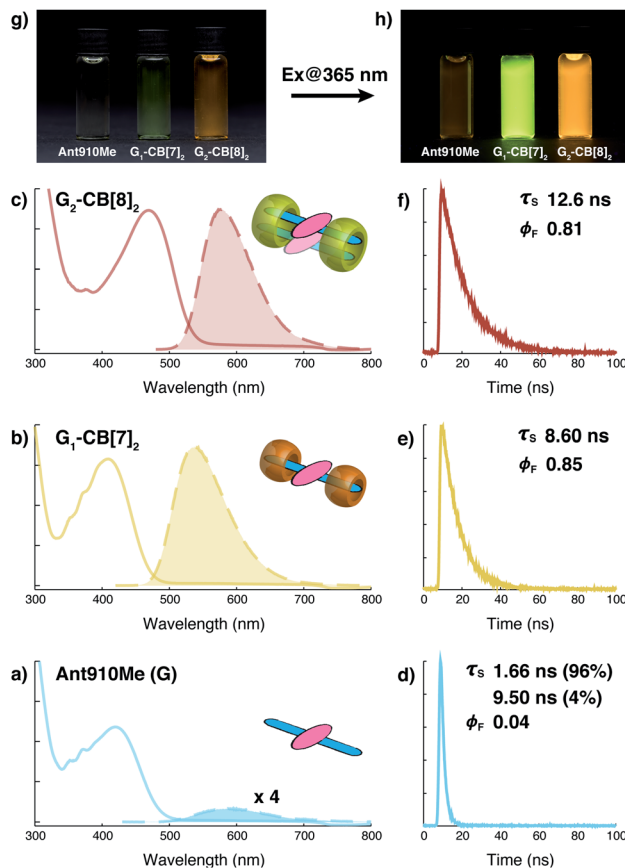 g)
Ex@365 nm
h)
Ant910Me G₁-CB[7]₂ G₂-CB[8]₂
Ant910Me G₁-CB[7]₂ G₂-CB[8]₂
c) G₂-CB[8]₂
300 400 500 600 700 800
Wavelength (nm)
f) τₛ 12.6 ns
ϕF 0.81
0 20 40 60 80 100
Time (ns)
b) G₁-CB[7]₂
300 400 500 600 700 800
Wavelength (nm)
e) τₛ 8.60 ns
ϕF 0.85
0 20 40 60 80 100
Time (ns)
a) Ant910Me (G)
x 4
300 400 500 600 700 800
Wavelength (nm)
d) τₛ 1.66 ns (96%)
9.50 ns (4%)
ϕF 0.04
0 20 40 60 80 100
Time (ns)